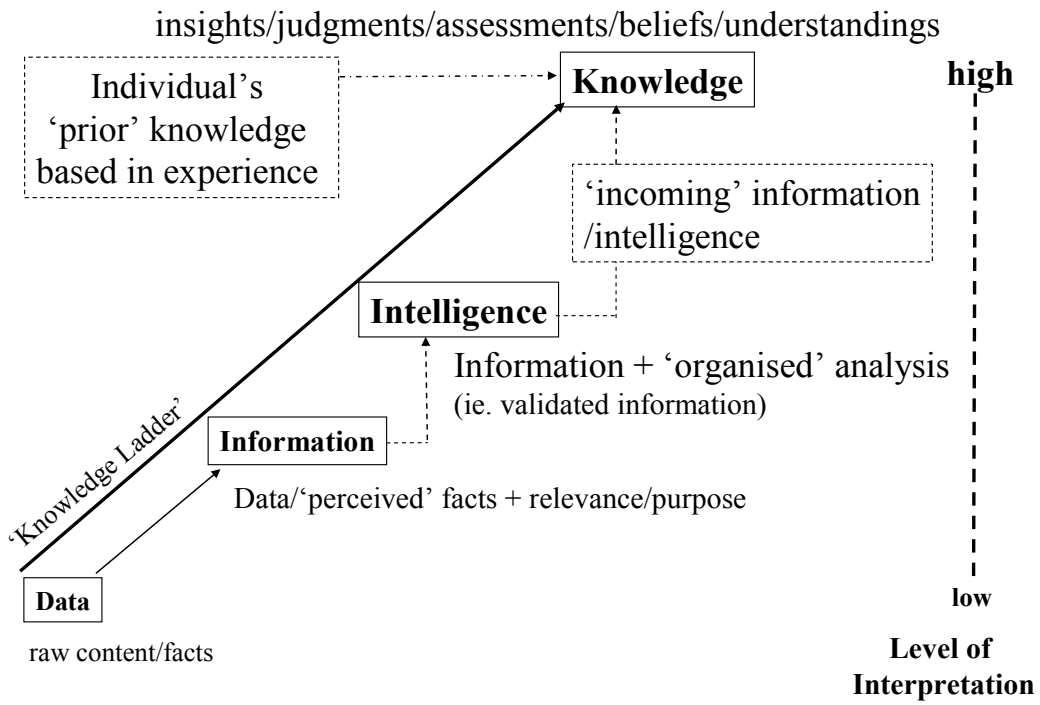 insights/judgments/assessments/beliefs/understandings
Individual’s
‘prior’ knowledge
based in experience
Knowledge
high
‘incoming’ information
/intelligence
Intelligence
Information + ‘organised’ analysis
(ie. validated information)
‘Knowledge Ladder’
Information
Data/‘perceived’ facts + relevance/purpose
Data
raw content/facts
low
Level of
Interpretation